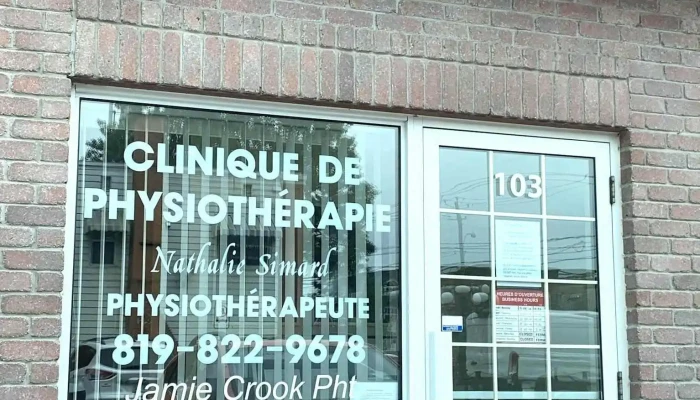 CLINIQUE DE
PHYSIOTHÉRAPIE
Nathalie Simard
PHYSIOTHÉRAPEUTE
819-822-9678
Jamie Crook Pht
103
HEURES D'OUVERTURE
BUSINESS HOURS